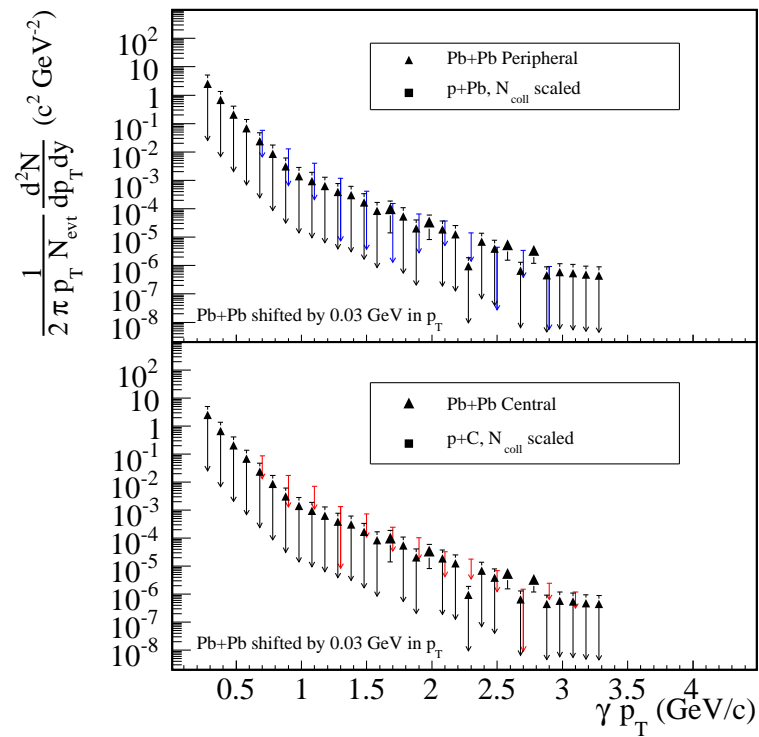 10²
10
1
10⁻¹
10⁻²
10⁻³
10⁻⁴
10⁻⁵
10⁻⁶
10⁻⁷
10⁻⁸
1/(2 π p_T N_evt) d²N/(dp_T dy) (c² GeV⁻²)
Pb+Pb Peripheral
p+Pb, N_coll scaled
Pb+Pb shifted by 0.03 GeV in p_T
10²
10
1
10⁻¹
10⁻²
10⁻³
10⁻⁴
10⁻⁵
10⁻⁶
10⁻⁷
10⁻⁸
Pb+Pb Central
p+C, N_coll scaled
Pb+Pb shifted by 0.03 GeV in p_T
0.5 1 1.5 2 2.5 3 3.5 4
γ p_T (GeV/c)